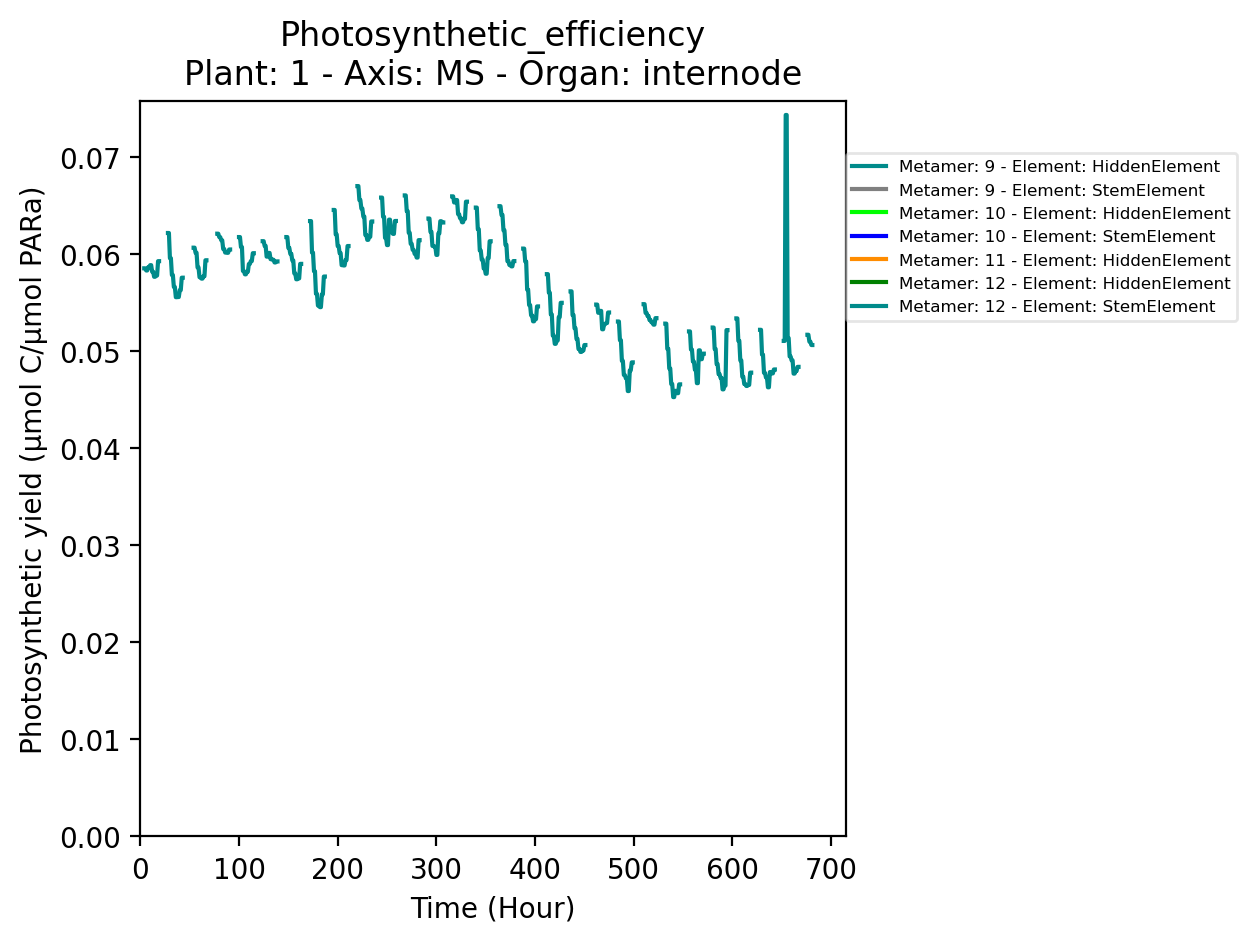 Photosynthetic_efficiency
Plant: 1 - Axis: MS - Organ: internode
Photosynthetic yield (µmol C/µmol PARa)
0.07
0.06
0.05
0.04
0.03
0.02
0.01
0.00
0 100 200 300 400 500 600 700
Time (Hour)
Metamer: 9 - Element: HiddenElement
Metamer: 9 - Element: StemElement
Metamer: 10 - Element: HiddenElement
Metamer: 10 - Element: StemElement
Metamer: 11 - Element: HiddenElement
Metamer: 12 - Element: HiddenElement
Metamer: 12 - Element: StemElement